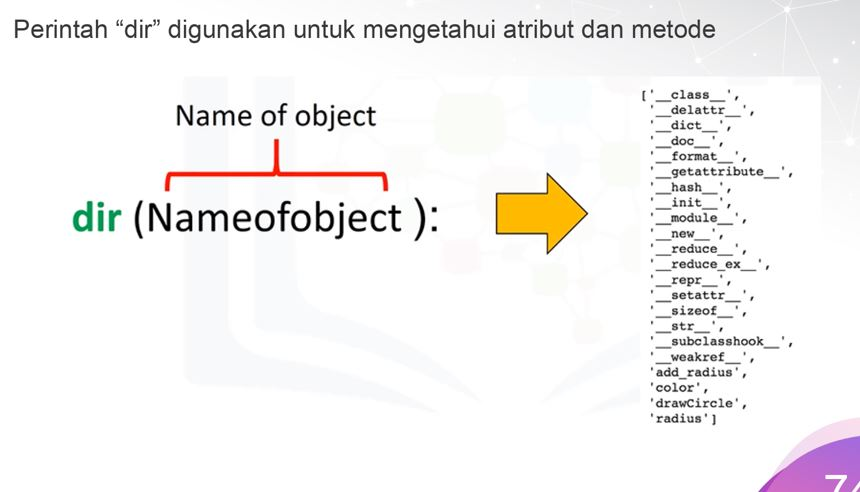 Perintah “dir” digunakan untuk mengetahui atribut dan metode
Name of object
dir (Nameofobject ):
['__class__',
'__delattr__',
'__dict__',
'__doc__',
'__format__',
'__getattribute__',
'__hash__',
'__init__',
'__module__',
'__new__',
'__reduce__',
'__reduce_ex__',
'__repr__',
'__setattr__',
'__sizeof__',
'__str__',
'__subclasshook__',
'__weakref__',
'add_radius',
'color',
'drawCircle',
'radius']